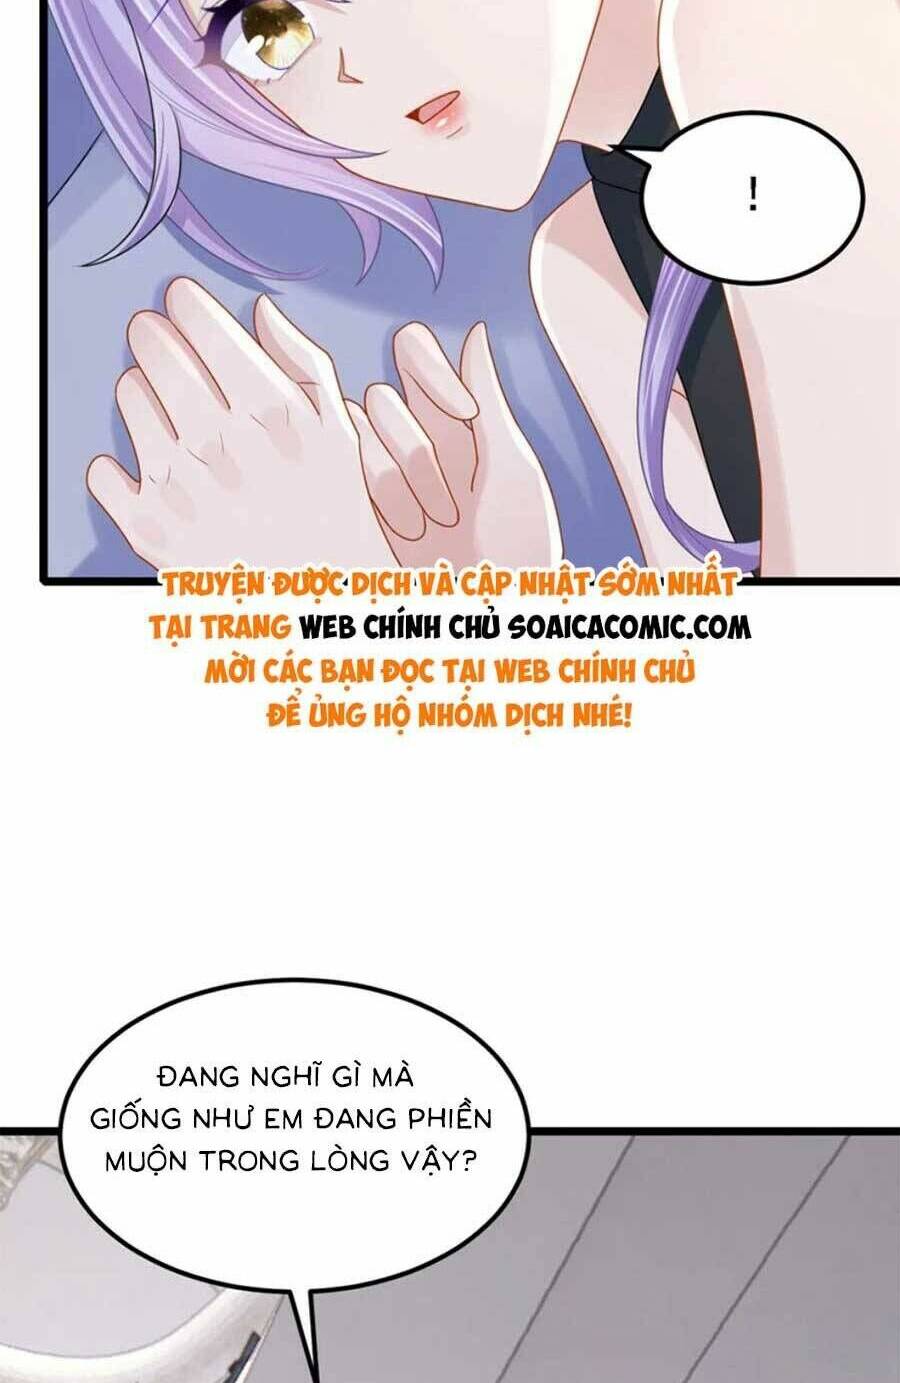 !
TRUYỆN ĐƯỢC DỊCH VÀ CẬP NHẬT SỚM NHẤT
TẠI TRANG WEB CHÍNH CHỦ SOAICACOMIC.COM
MỜI CÁC BẠN ĐỌC TẠI WEB CHÍNH CHỦ
ĐỂ ỦNG HỘ NHÓM DỊCH NHÉ!
ĐANG NGHĨ GÌ MÀ
GIỐNG NHƯ EM ĐANG PHIỀN
MUỘN TRONG LÒNG VẬY?